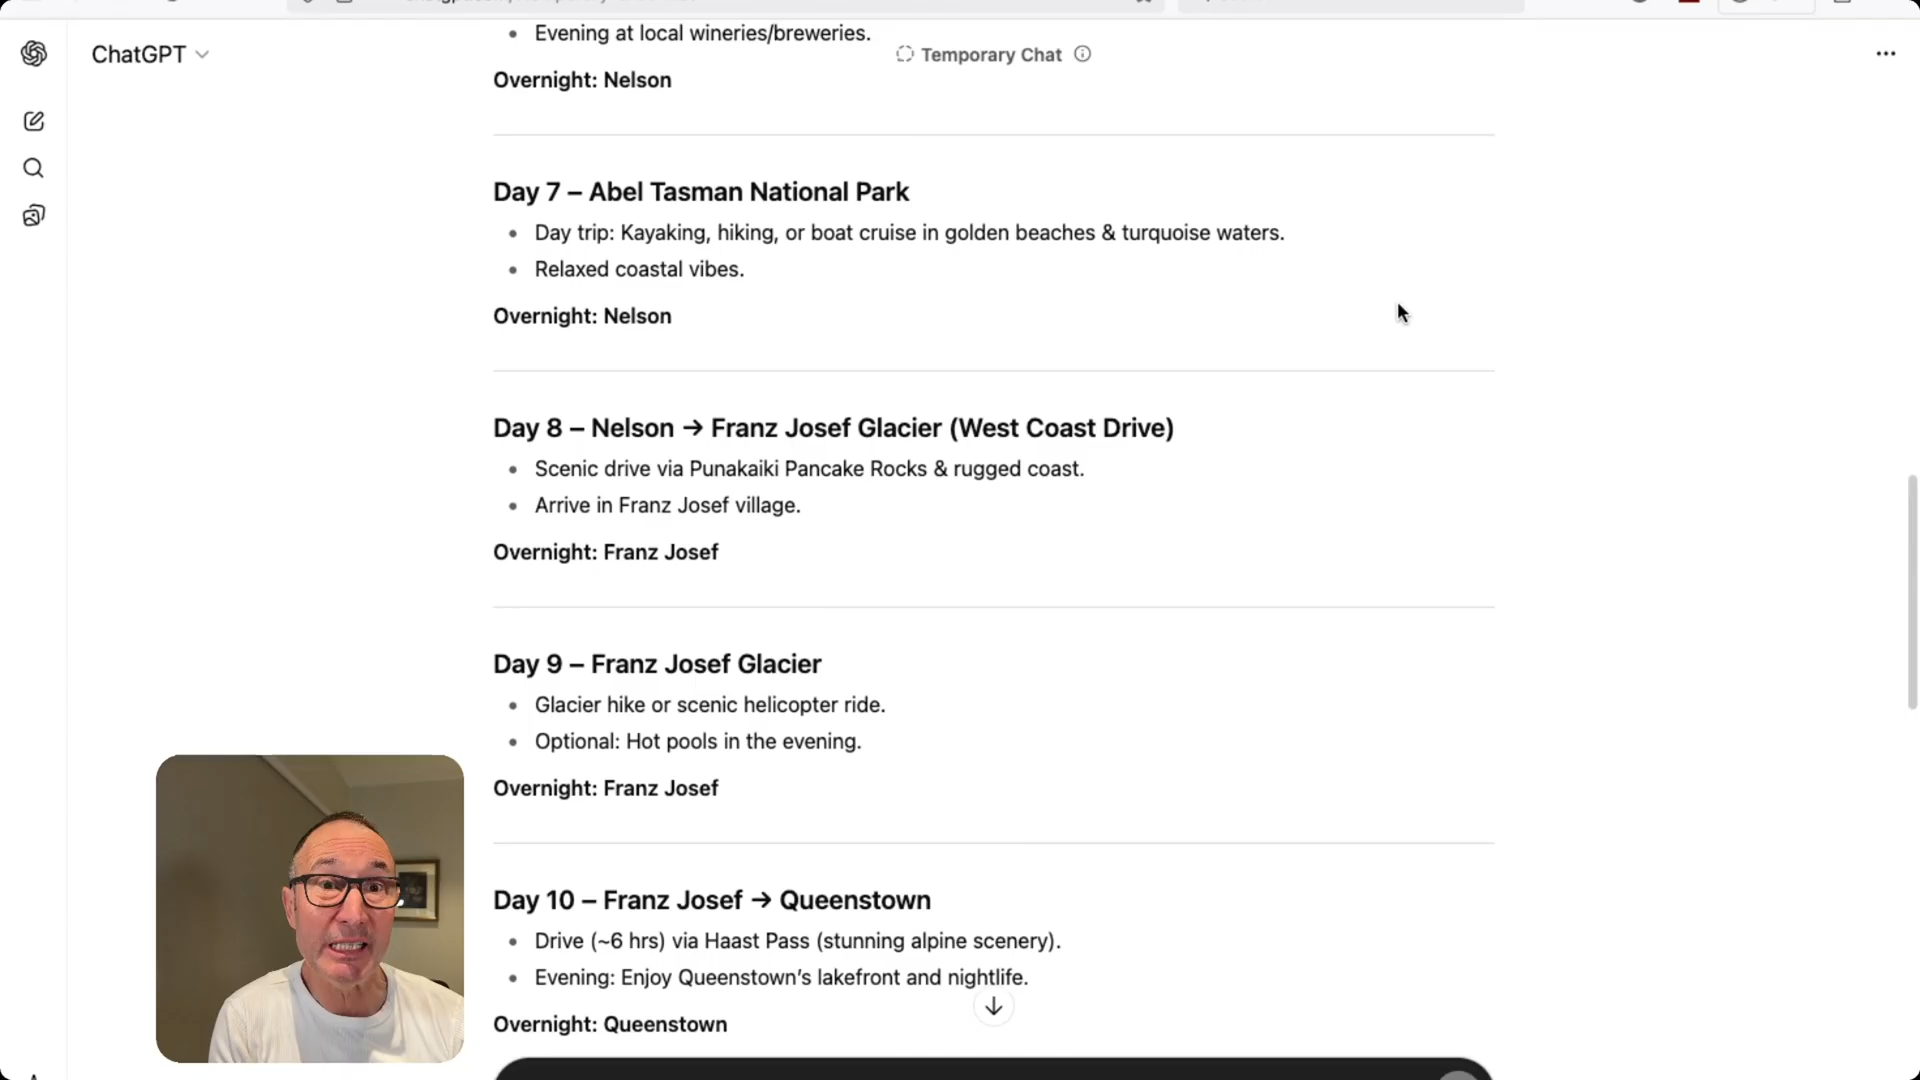 ChatGPT
Temporary Chat
• Evening at local wineries/breweries.
Overnight: Nelson
Day 7 – Abel Tasman National Park
• Day trip: Kayaking, hiking, or boat cruise in golden beaches & turquoise waters.
• Relaxed coastal vibes.
Overnight: Nelson
Day 8 – Nelson → Franz Josef Glacier (West Coast Drive)
• Scenic drive via Punakaiki Pancake Rocks & rugged coast.
• Arrive in Franz Josef village.
Overnight: Franz Josef
Day 9 – Franz Josef Glacier
• Glacier hike or scenic helicopter ride.
• Optional: Hot pools in the evening.
Overnight: Franz Josef
Day 10 – Franz Josef → Queenstown
• Drive (~6 hrs) via Haast Pass (stunning alpine scenery).
• Evening: Enjoy Queenstown’s lakefront and nightlife.
Overnight: Queenstown